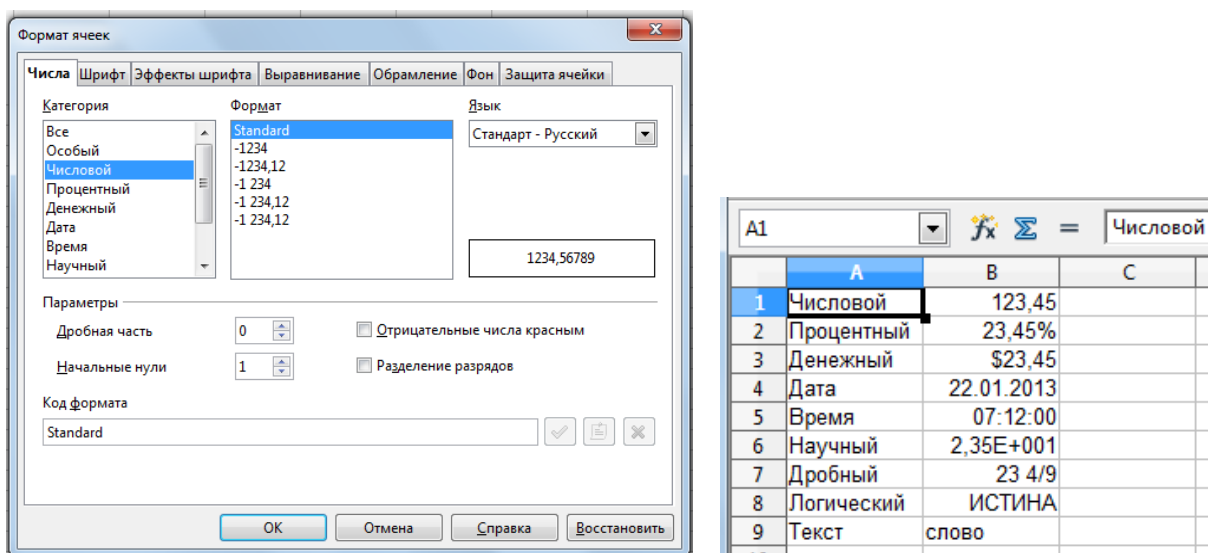 Формат ячеек
Числа Шрифт Эффекты шрифта Выравнивание Обрамление Фон Защита ячейки
Категория Формат Язык
Все Standard Стандарт - Русский
Особый -1234
Числовой -1234,12
Процентный -1 234
Денежный -1 234,12
Дата -1 234,12
Время
Научный 1234,56789
Параметры
Дробная часть 0 Отрицательные числа красным
Начальные нули 1 Разделение разрядов
Код формата
Standard
OK Отмена Справка Восстановить
A1 fx Σ = Числовой
A B C
1 Числовой 123,45
2 Процентный 23,45%
3 Денежный $23,45
4 Дата 22.01.2013
5 Время 07:12:00
6 Научный 2,35E+001
7 Дробный 23 4/9
8 Логический ИСТИНА
9 Текст слово